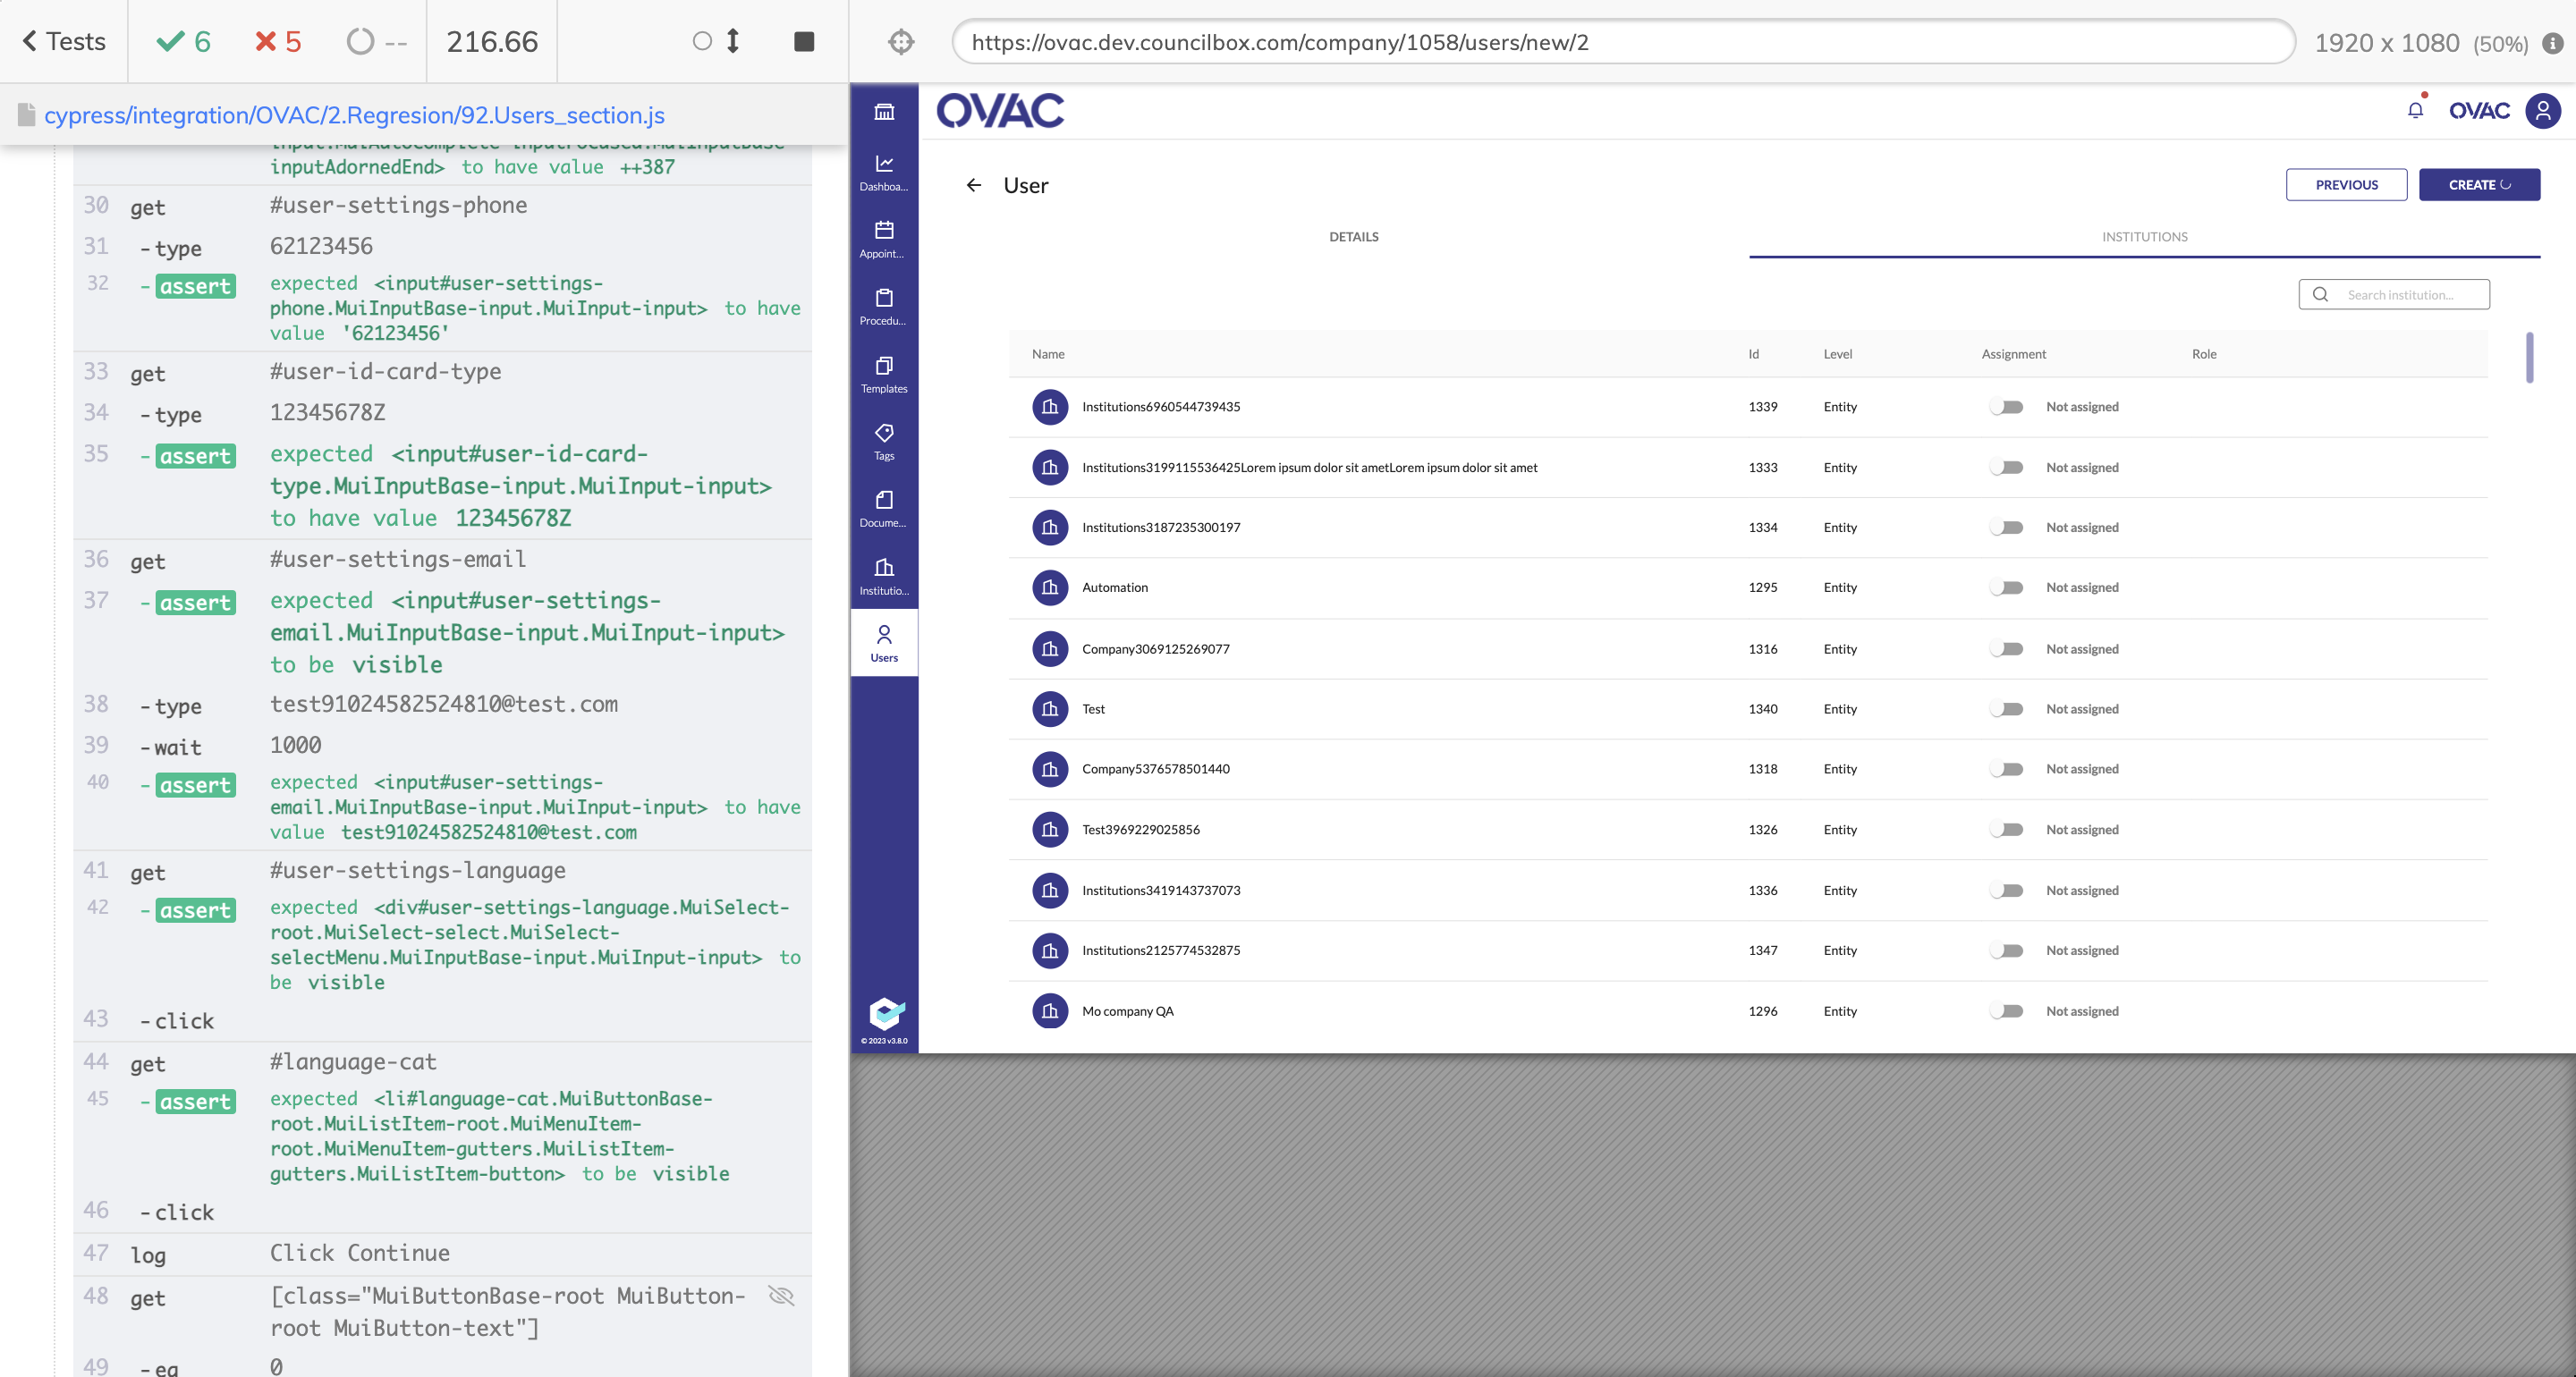 Tests
6
5
--
216.66
https://ovac.dev.councilbox.com/company/1058/users/new/2
1920 x 1080 (50%)
cypress/integration/OVAC/2.Regresion/92.Users_section.js
inputAdornedEnd> to have value ++387
30 get #user-settings-phone
31 -type 62123456
32 -assert expected <input#user-settings-
phone.MuiInputBase-input.MuiInput-input> to have
value '62123456'
33 get #user-id-card-type
34 -type 12345678Z
35 -assert expected <input#user-id-card-
type.MuiInputBase-input.MuiInput-input>
to have value 12345678Z
36 get #user-settings-email
37 -assert expected <input#user-settings-
email.MuiInputBase-input.MuiInput-input>
to be visible
38 -type test91024582524810@test.com
39 -wait 1000
40 -assert expected <input#user-settings-
email.MuiInputBase-input.MuiInput-input> to have
value test91024582524810@test.com
41 get #user-settings-language
42 -assert expected <div#user-settings-language.MuiSelect-
root.MuiSelect-select.MuiSelect-
selectMenu.MuiInputBase-input.MuiInput-input> to
be visible
43 -click
44 get #language-cat
45 -assert expected <li#language-cat.MuiButtonBase-
root.MuiListItem-root.MuiMenuItem-
root.MuiMenuItem-gutters.MuiListItem-
gutters.MuiListItem-button> to be visible
46 -click
47 log Click Continue
48 get [class="MuiButtonBase-root MuiButton-
root MuiButton-text"]
49 -eq 0
Dashboa...
Appoint...
Procedu...
Templates
Tags
Docume...
Institutio...
Users
© 2023 v3.8.0
OVAC
OVAC
User
PREVIOUS
CREATE
DETAILS
INSTITUTIONS
Search institution...
Name Id Level Assignment Role
Institutions6960544739435 1339 Entity Not assigned
Institutions3199115536425Lorem ipsum dolor sit ametLorem ipsum dolor sit amet 1333 Entity Not assigned
Institutions3187235300197 1334 Entity Not assigned
Automation 1295 Entity Not assigned
Company3069125269077 1316 Entity Not assigned
Test 1340 Entity Not assigned
Company5376578501440 1318 Entity Not assigned
Test3969229025856 1326 Entity Not assigned
Institutions3419143737073 1336 Entity Not assigned
Institutions2125774532875 1347 Entity Not assigned
Mo company QA 1296 Entity Not assigned